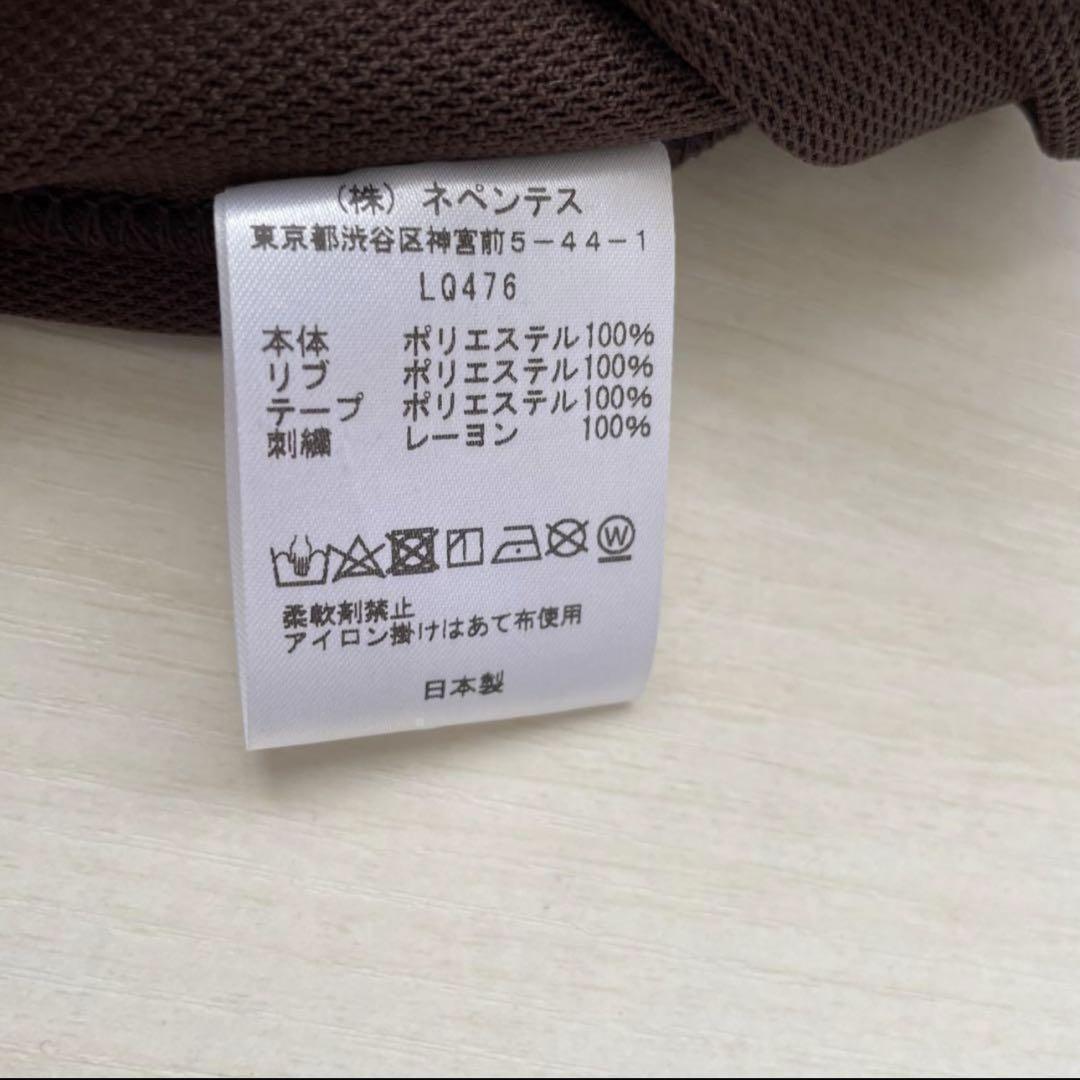 (株) ネペンテス
東京都渋谷区神宮前5-44-1
LQ476
本体 ポリエステル100%
リブ ポリエステル100%
テープ ポリエステル100%
刺繍 レーヨン 100%
W
柔軟剤禁止
アイロン掛けはあて布使用
日本製